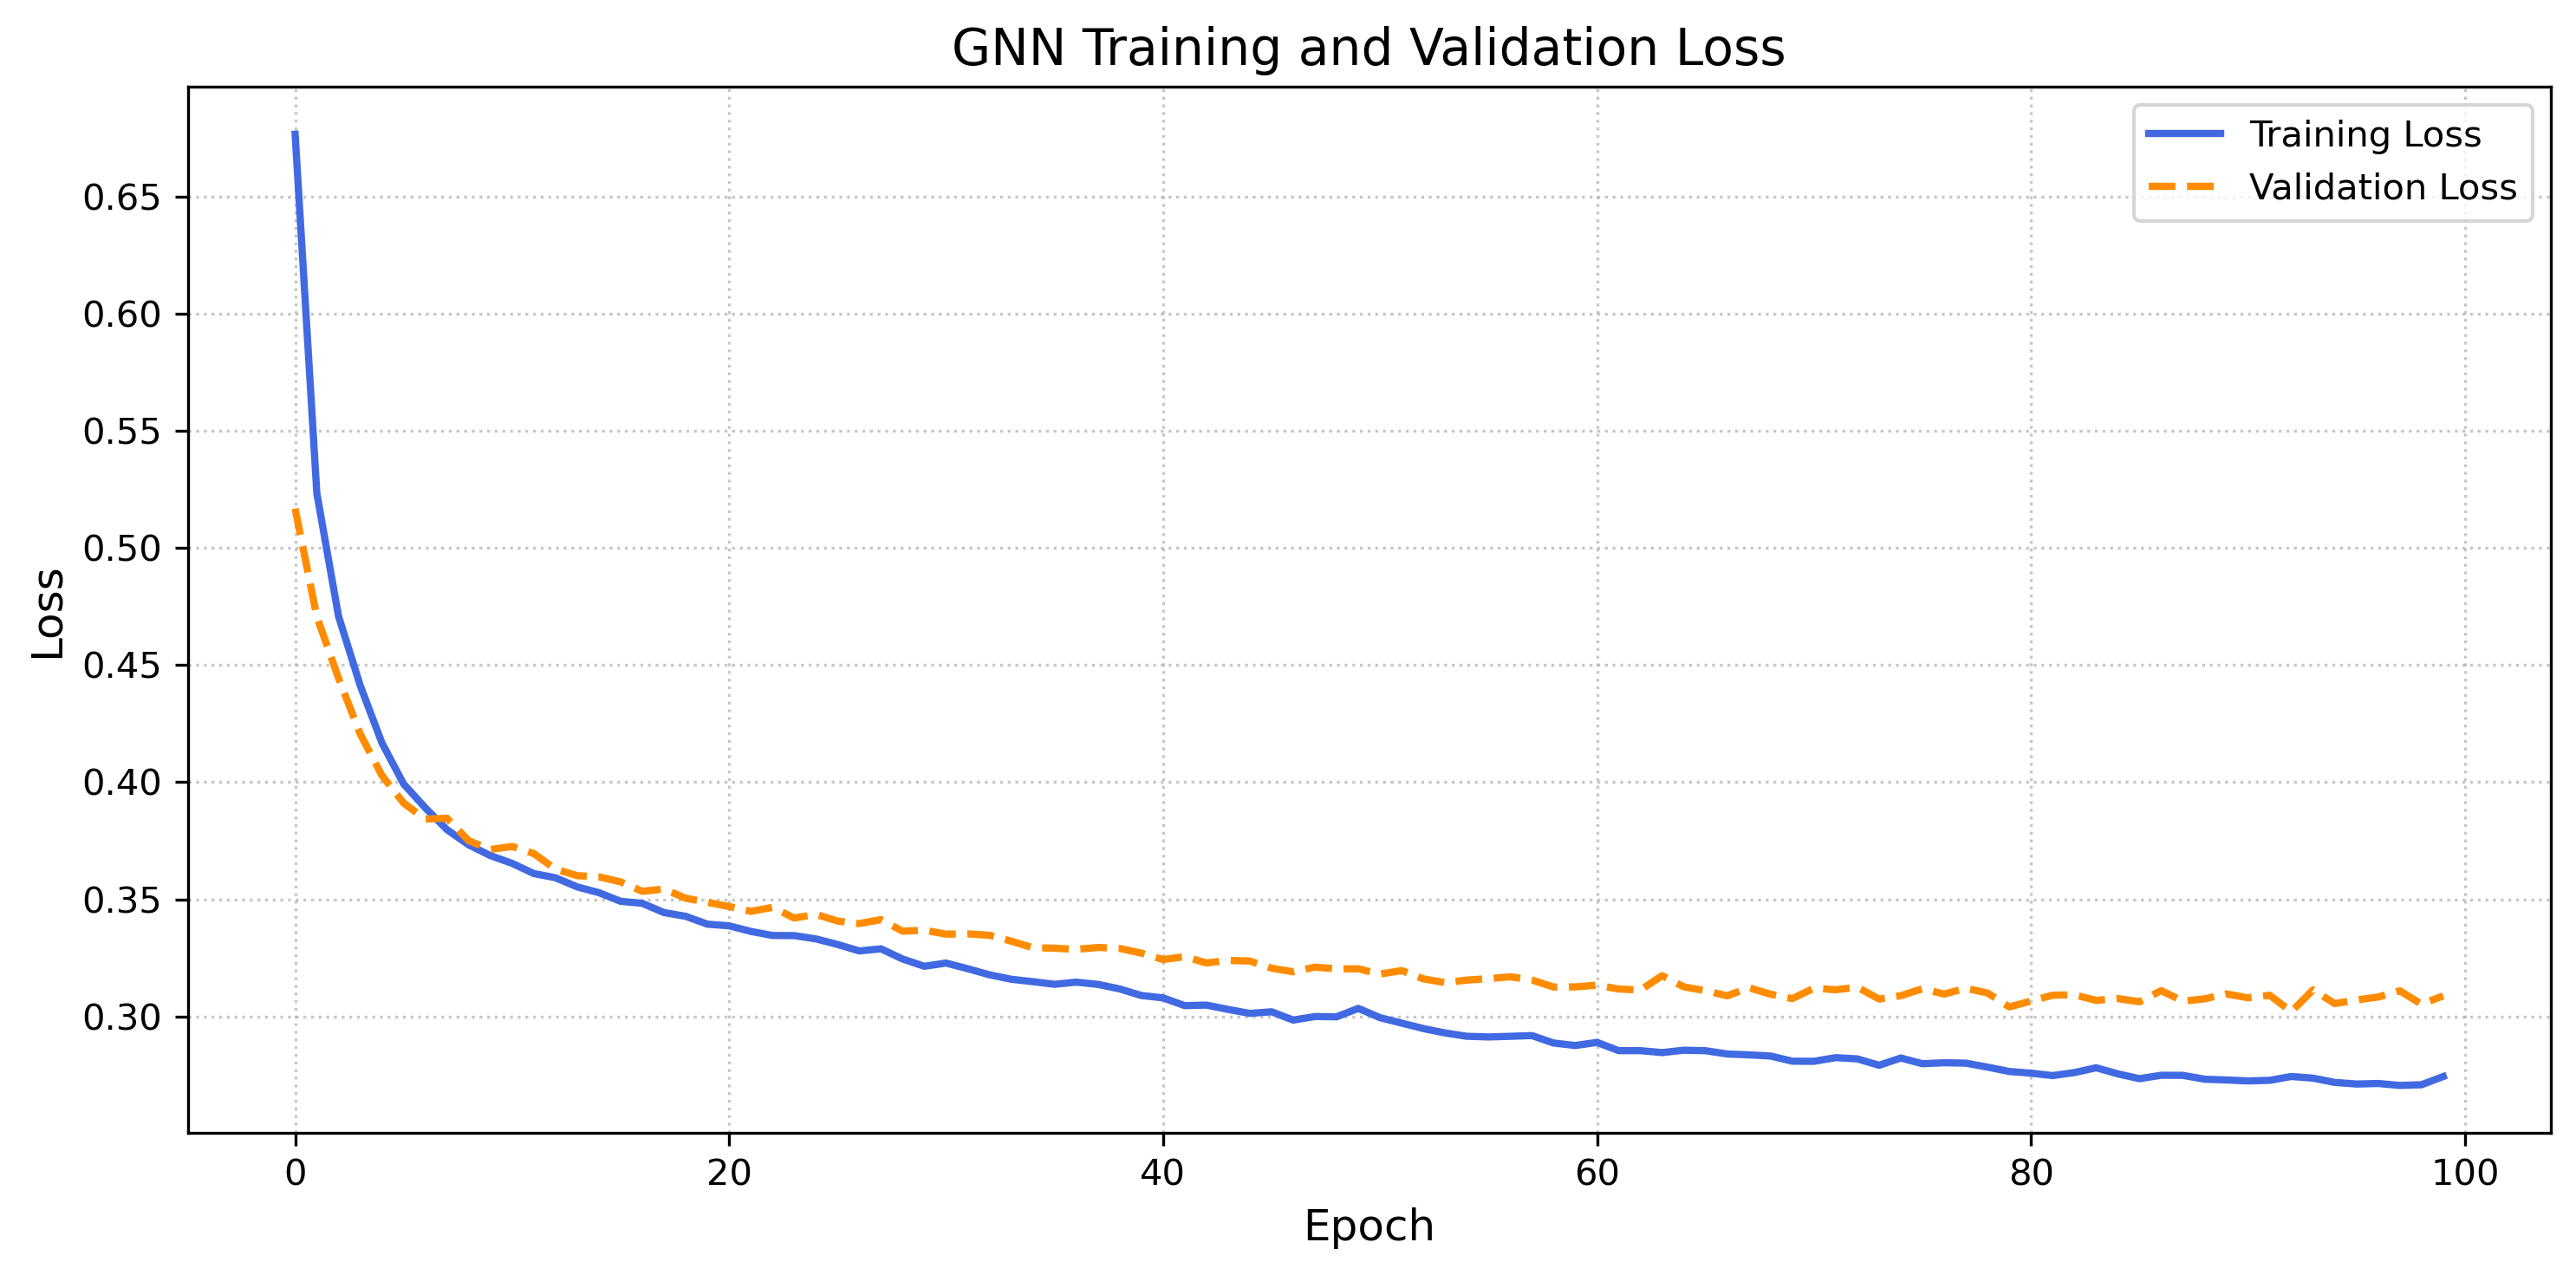 GNN Training and Validation Loss
Training Loss
Validation Loss
0.65
0.60
0.55
0.50
0.45
0.40
0.35
0.30
Loss
0 20 40 60 80 100
Epoch